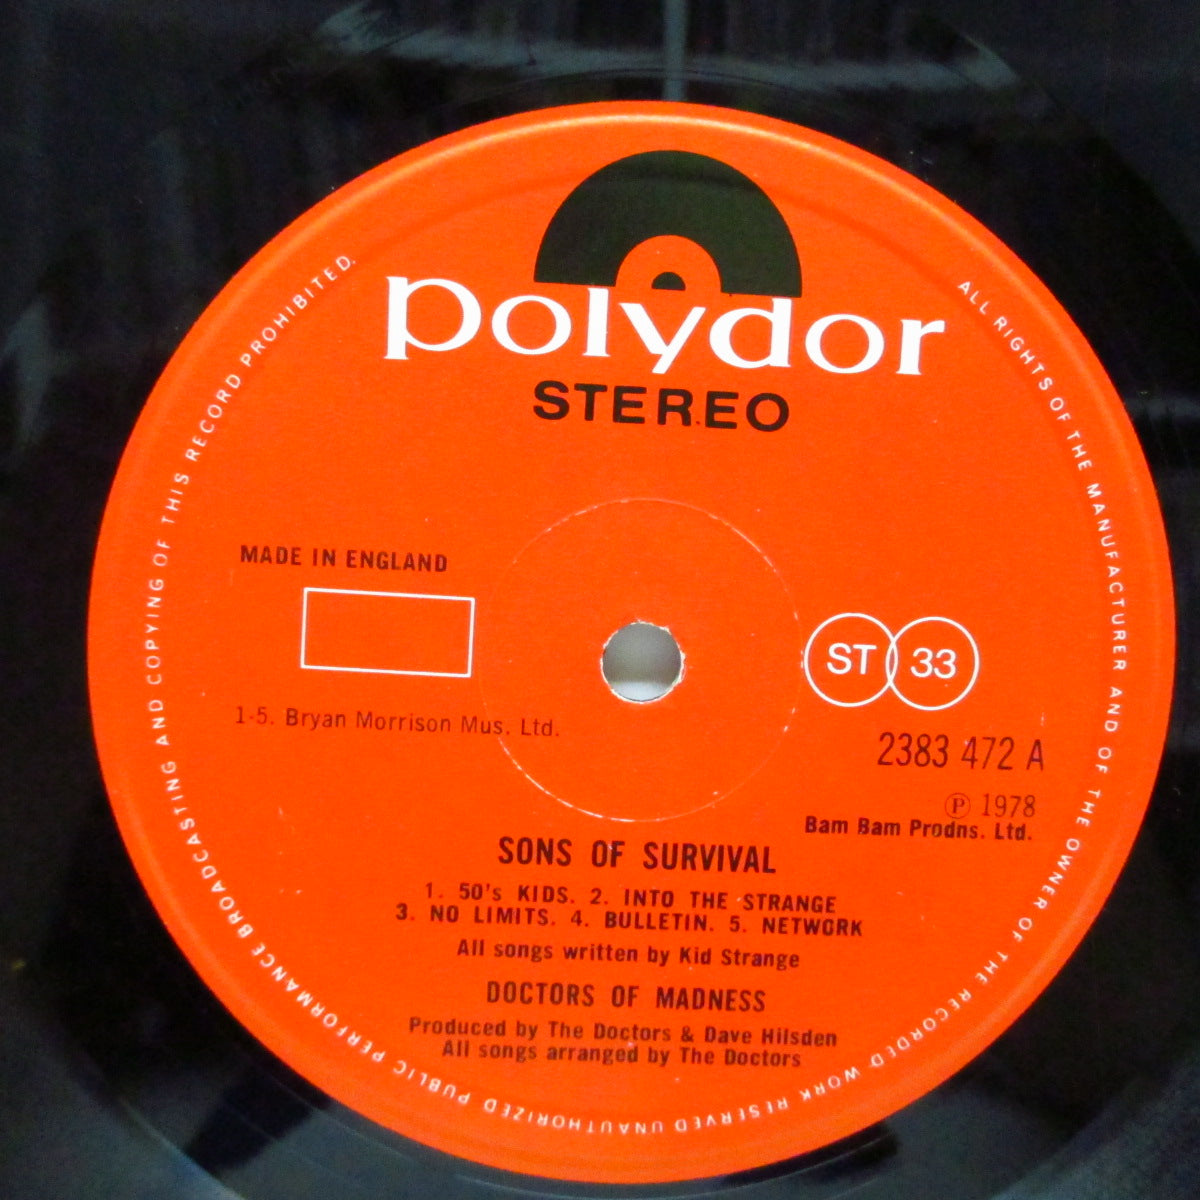 polydor
STEREO
ALL RIGHTS OF THE MANUFACTURER AND OF THE OWNER OF THE RECORDED WORK RESERVED UNAUTHORIZED PUBLIC PERFORMANCE BROADCASTING AND COPYING OF THIS RECORD PROHIBITED.
MADE IN ENGLAND
ST 33
1-5. Bryan Morrison Mus. Ltd.
2383 472 A
℗ 1978
Bam Bam Prodns. Ltd.
SONS OF SURVIVAL
1. 50's KIDS. 2. INTO THE STRANGE
3. NO LIMITS. 4. BULLETIN. 5. NETWORK
All songs written by Kid Strange
DOCTORS OF MADNESS
Produced by The Doctors & Dave Hilsden
All songs arranged by The Doctors